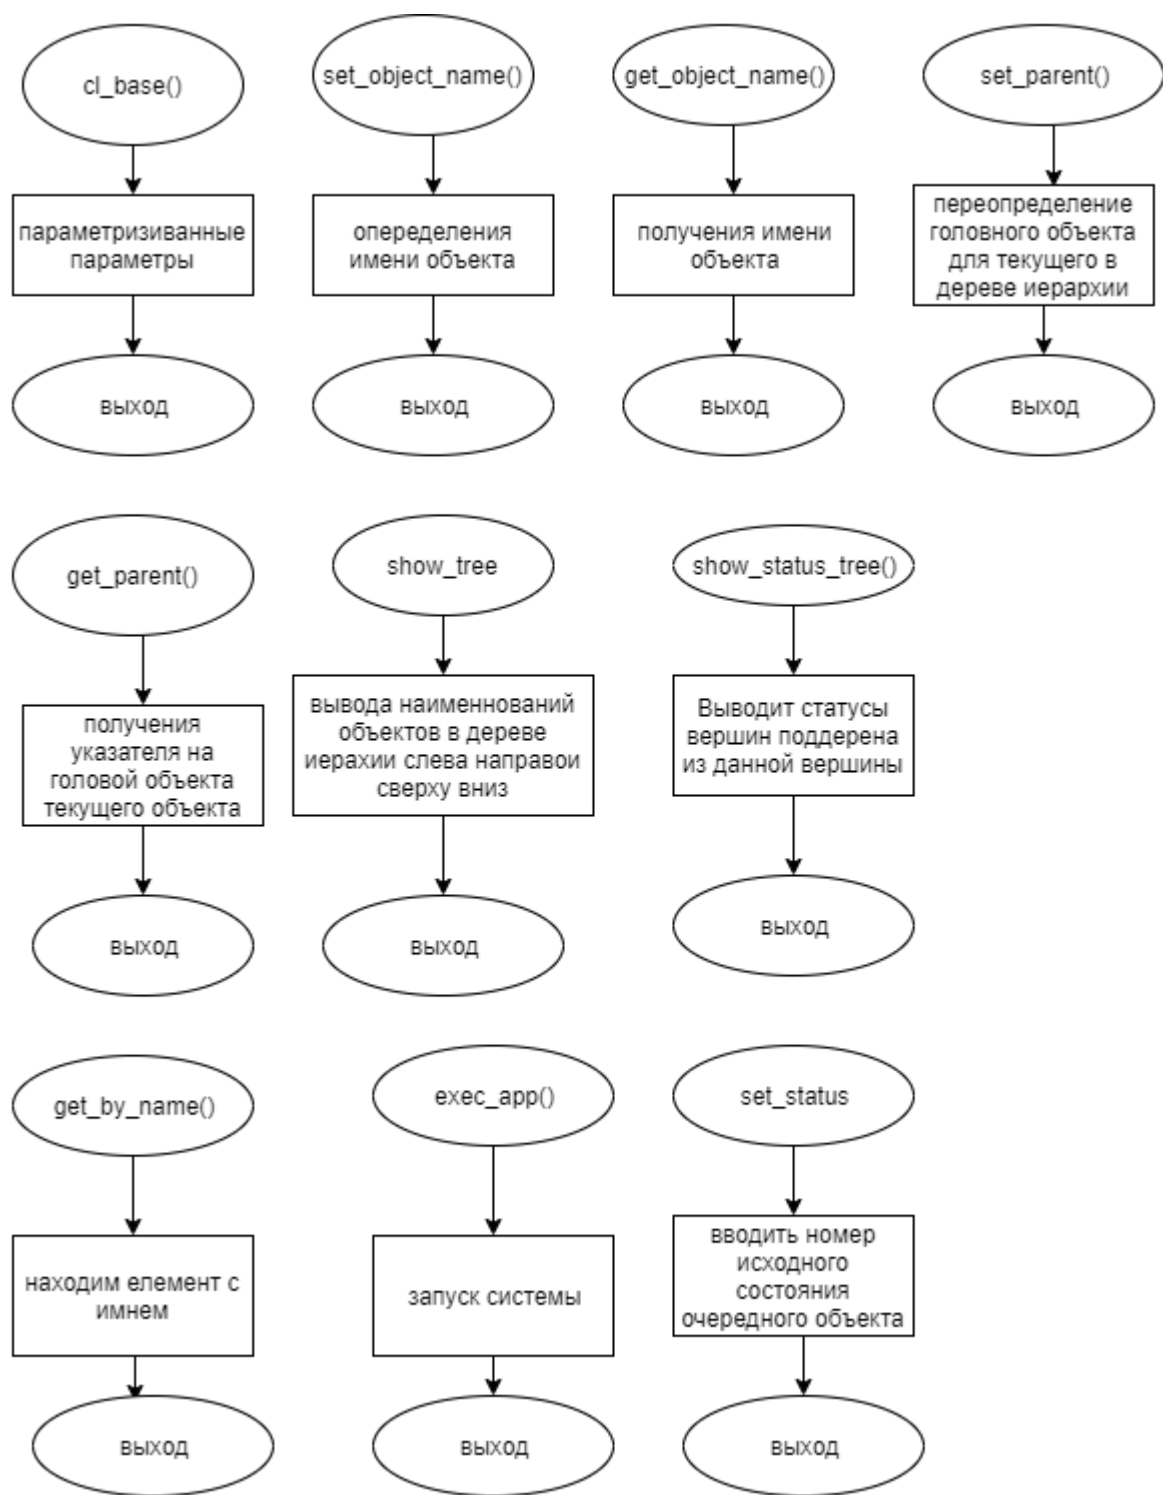 cl_base()
параметризиванные
параметры
выход
set_object_name()
опеределения
имени объекта
выход
get_object_name()
получения имени
объекта
выход
set_parent()
переопределение
головного объекта
для текущего в
дереве иерархии
выход
get_parent()
получения
указателя на
головой объекта
текущего объекта
выход
show_tree
вывода наименнований
объектов в дереве
иерахии слева направои
сверху вниз
выход
show_status_tree()
Выводит статусы
вершин поддерена
из данной вершины
выход
get_by_name()
находим елемент с
имнем
выход
exec_app()
запуск системы
выход
set_status
вводить номер
исходного
состояния
очередного объекта
выход